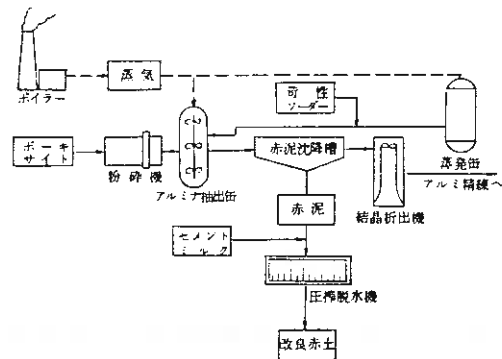 ボイラー
蒸気
苛性
ソーダー
ボーキ
サイト
粉砕機
アルミナ抽出缶
赤泥沈降槽
蒸発缶
アルミ精練へ
結晶析出機
赤泥
セメント
ミルク
圧搾脱水機
改良赤土